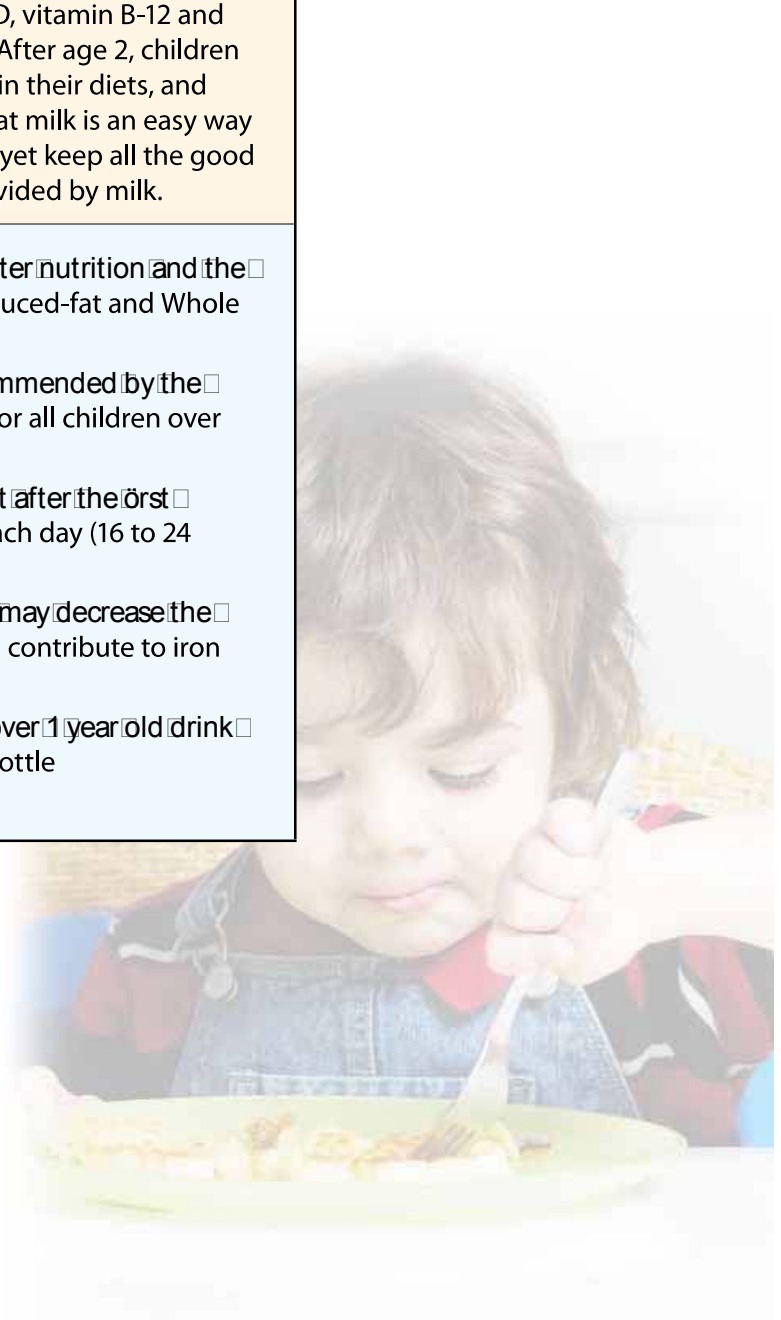 D, vitamin B-12 and
After age 2, children
in their diets, and
at milk is an easy way
yet keep all the good
vided by milk.
ter□nutrition□and□the□
uced-fat and Whole
mmended□by□the□
or all children over
t□after□the□örst□
ach day (16 to 24
□may□decrease□the□
contribute to iron
over□1□year□old□drink□
ottle